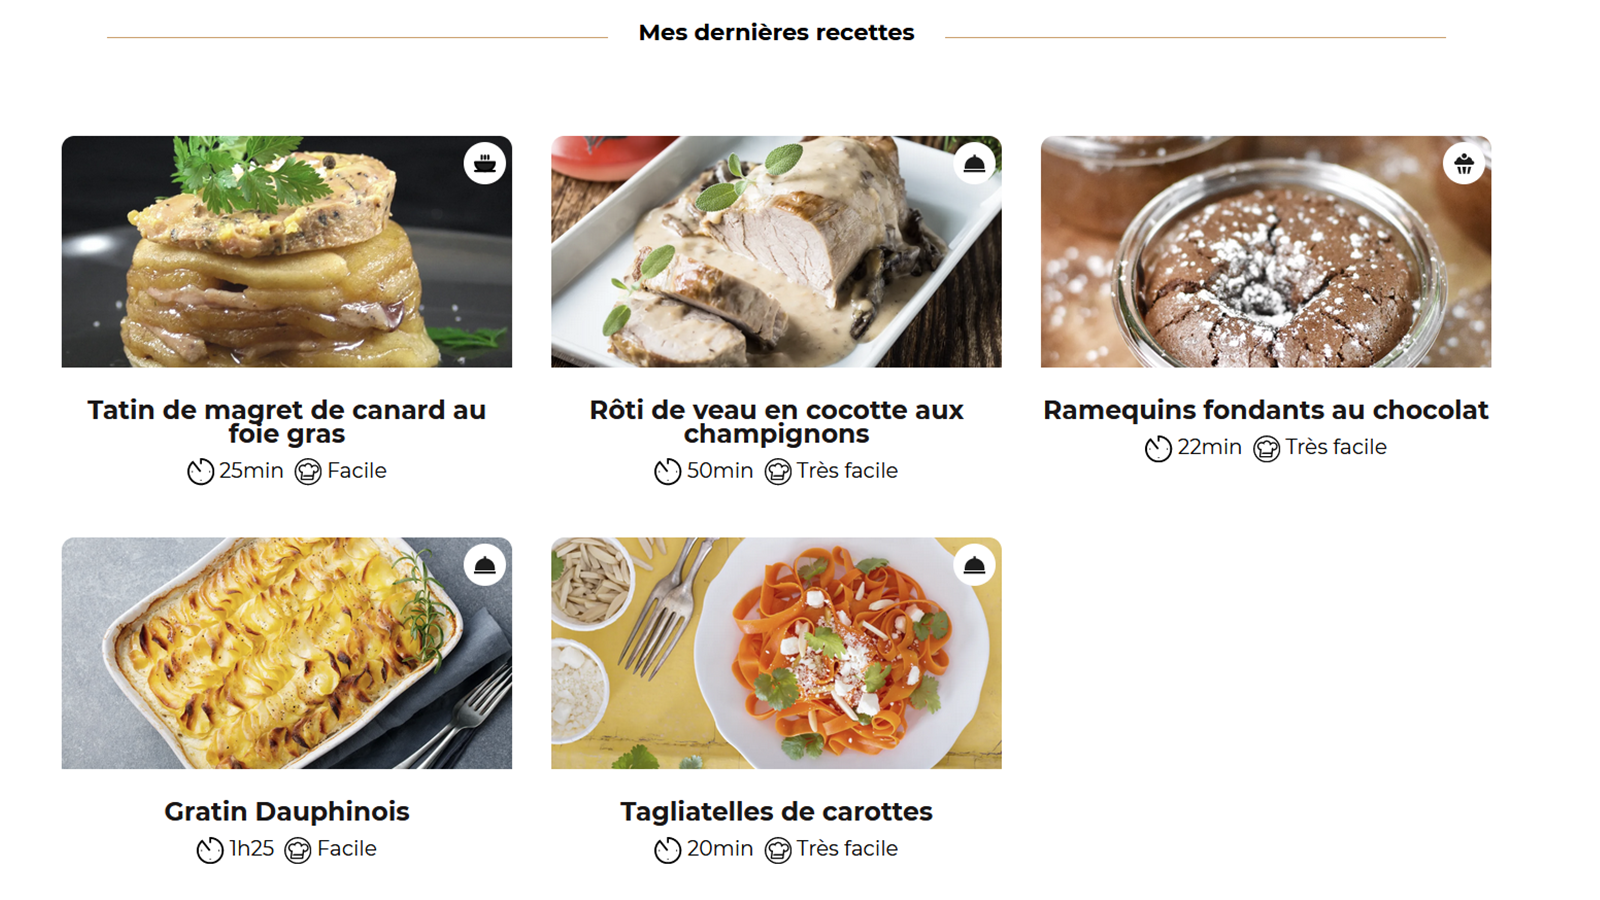 Mes dernières recettes
Tatin de magret de canard au
foie gras
25min Facile
Rôti de veau en cocotte aux
champignons
50min Très facile
Ramequins fondants au chocolat
22min Très facile
Gratin Dauphinois
1h25 Facile
Tagliatelles de carottes
20min Très facile